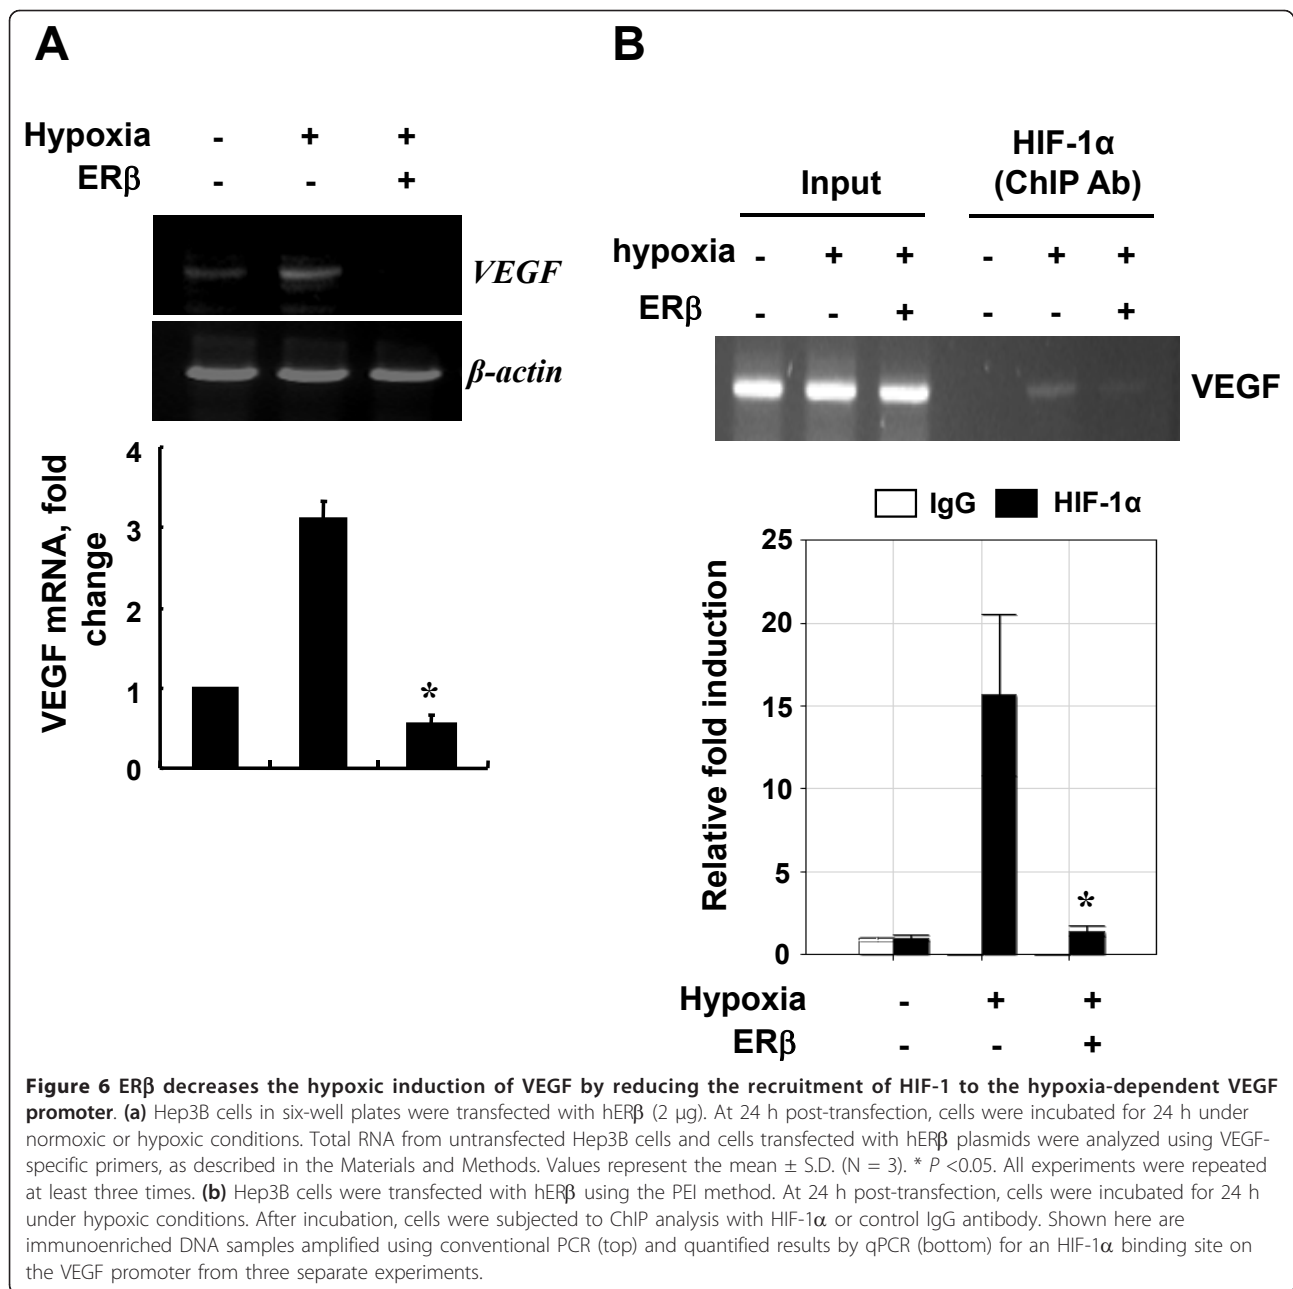 A
Hypoxia - + +
ERβ - - +
VEGF
β-actin
VEGF mRNA, fold
change
4
3
2
1
0
*
B
Input
HIF-1α
(ChIP Ab)
hypoxia - + + - + +
ERβ - - + - - +
VEGF
IgG HIF-1α
Relative fold induction
25
20
15
10
5
0
*
Hypoxia - + +
ERβ - - +
Figure 6 ERβ decreases the hypoxic induction of VEGF by reducing the recruitment of HIF-1 to the hypoxia-dependent VEGF
promoter. (a) Hep3B cells in six-well plates were transfected with hERβ (2 μg). At 24 h post-transfection, cells were incubated for 24 h under
normoxic or hypoxic conditions. Total RNA from untransfected Hep3B cells and cells transfected with hERβ plasmids were analyzed using VEGF-
specific primers, as described in the Materials and Methods. Values represent the mean ± S.D. (N = 3). * P <0.05. All experiments were repeated
at least three times. (b) Hep3B cells were transfected with hERβ using the PEI method. At 24 h post-transfection, cells were incubated for 24 h
under hypoxic conditions. After incubation, cells were subjected to ChIP analysis with HIF-1α or control IgG antibody. Shown here are
immunoenriched DNA samples amplified using conventional PCR (top) and quantified results by qPCR (bottom) for an HIF-1α binding site on
the VEGF promoter from three separate experiments.